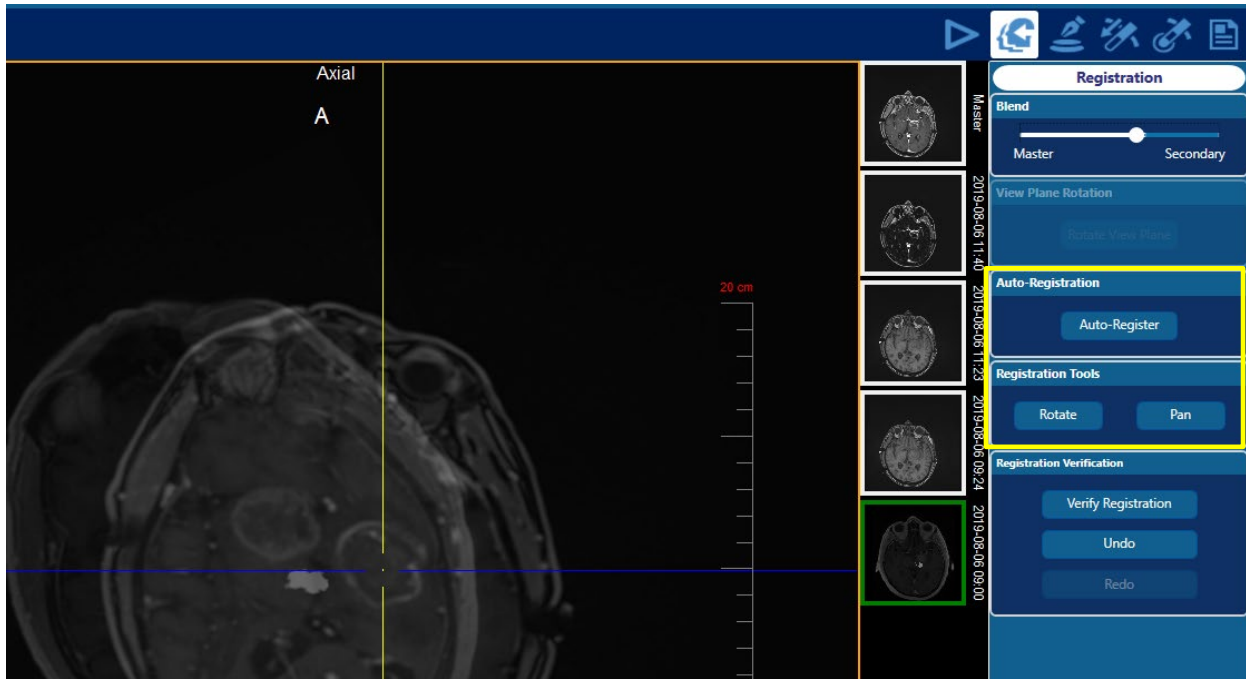 Axial
A
20 cm
Master
2019-08-06 11:40
2019-08-06 11:23
2019-08-06 09:24
2019-08-06 09:00
Registration
Blend
Master Secondary
View Plane Rotation
Rotate View Plane
Auto-Registration
Auto-Register
Registration Tools
Rotate Pan
Registration Verification
Verify Registration
Undo
Redo